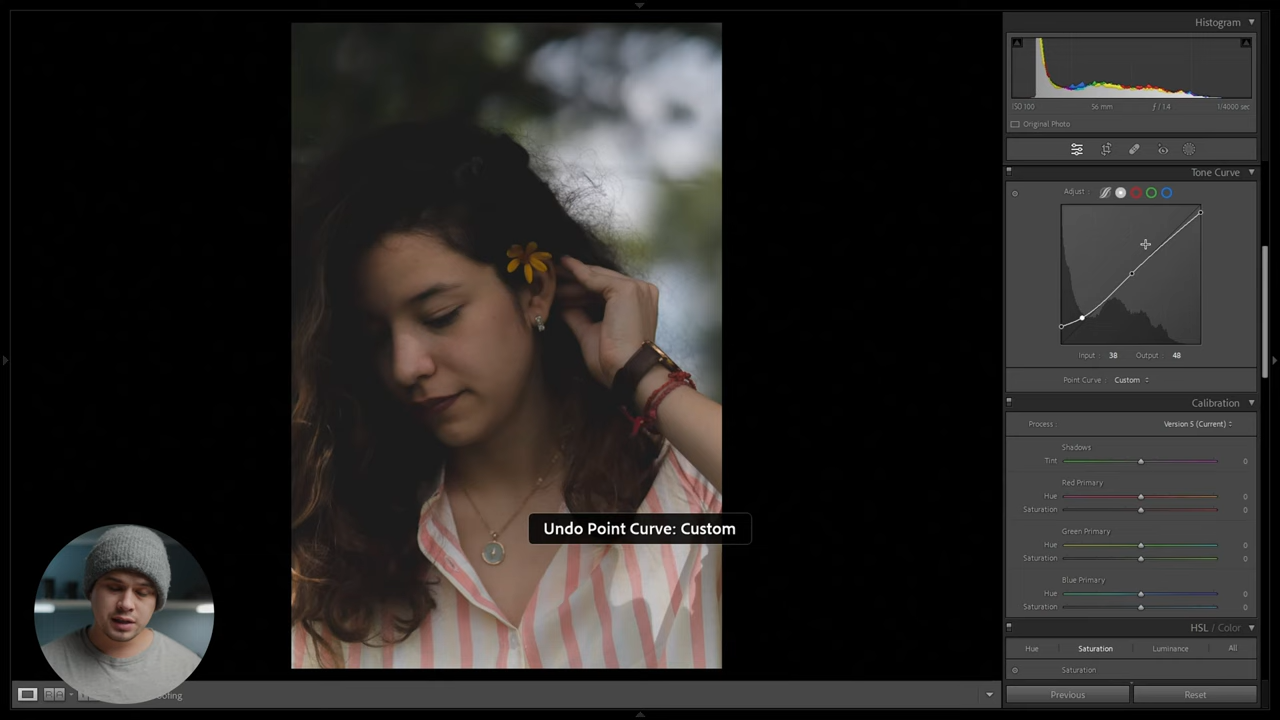 Histogram
ISO 100 56 mm ƒ / 1.4 1/4000 sec
Original Photo
Tone Curve
Adjust :
Input : 38 Output : 48
Point Curve : Custom
Calibration
Process : Version 5 (Current)
Shadows
Tint 0
Red Primary
Hue 0
Saturation 0
Green Primary
Hue 0
Saturation 0
Undo Point Curve: Custom
Blue Primary
Hue 0
Saturation 0
HSL / Color
Hue Saturation Luminance All
Saturation
Previous Reset